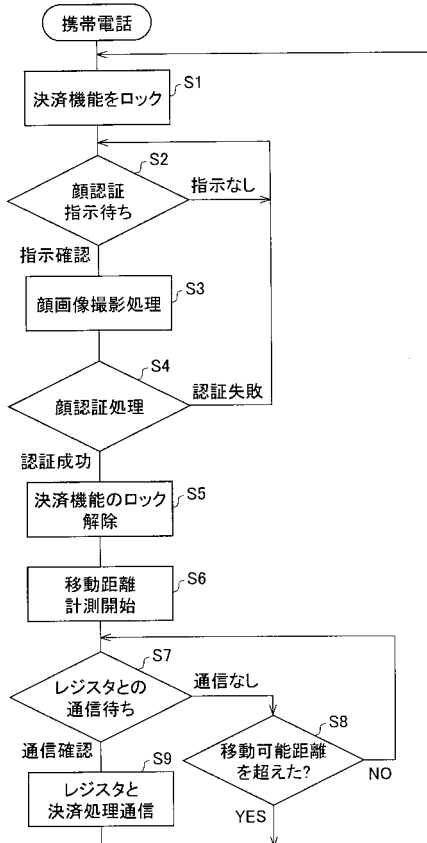 携帯電話
決済機能をロック
S1
顔認証
指示待ち
S2
指示なし
指示確認
顔画像撮影処理
S3
顔認証処理
S4
認証失敗
認証成功
決済機能のロック
解除
S5
移動距離
計測開始
S6
レジスタとの
通信待ち
S7
通信なし
移動可能距離
を超えた?
S8
NO
YES
通信確認
レジスタと
決済処理通信
S9